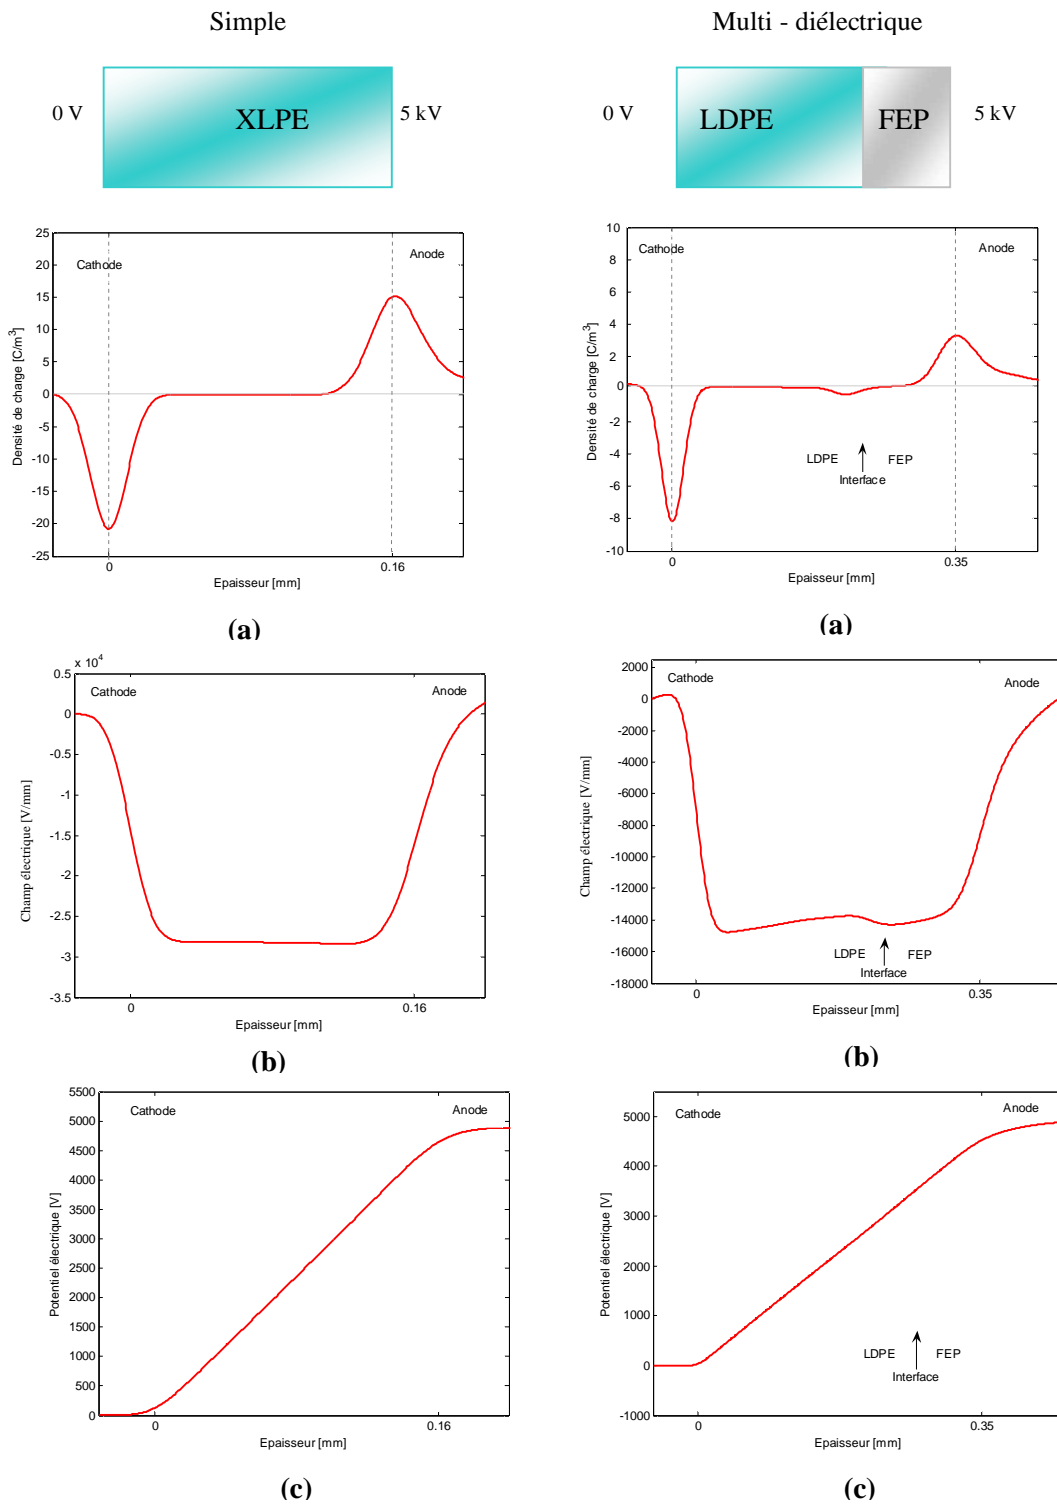 Simple
Multi - diélectrique
0 V
XLPE
5 kV
0 V
LDPE
FEP
5 kV
25
20
15
10
5
0
-5
-10
-15
-20
-25
Densité de charge [C/m³]
Cathode
Anode
0
0.16
Epaisseur [mm]
(a)
10
8
6
4
2
0
-2
-4
-6
-8
-10
Densité de charge [C/m³]
Cathode
Anode
LDPE
FEP
Interface
0
0.35
Epaisseur [mm]
(a)
x 10⁴
0.5
0
-0.5
-1
-1.5
-2
-2.5
-3
-3.5
Champ électrique [V/mm]
Cathode
Anode
0
0.16
Epaisseur [mm]
(b)
2000
0
-2000
-4000
-6000
-8000
-10000
-12000
-14000
-16000
-18000
Champ électrique [V/mm]
Cathode
Anode
LDPE
FEP
Interface
0
0.35
Epaisseur [mm]
(b)
5500
5000
4500
4000
3500
3000
2500
2000
1500
1000
500
0
Potentiel électrique [V]
Cathode
Anode
0
0.16
Epaisseur [mm]
(c)
5000
4000
3000
2000
1000
0
-1000
Potentiel électrique [V]
Cathode
Anode
LDPE
FEP
Interface
0
0.35
Epaisseur [mm]
(c)